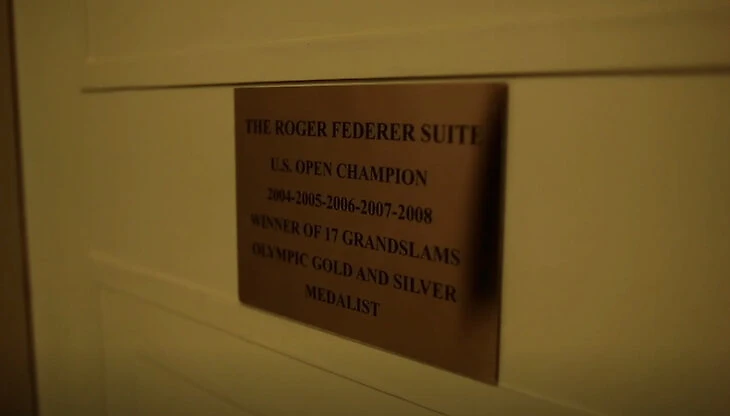 THE ROGER FEDERER SUITE
U.S. OPEN CHAMPION
2004-2005-2006-2007-2008
WINNER OF 17 GRANDSLAMS
OLYMPIC GOLD AND SILVER
MEDALIST